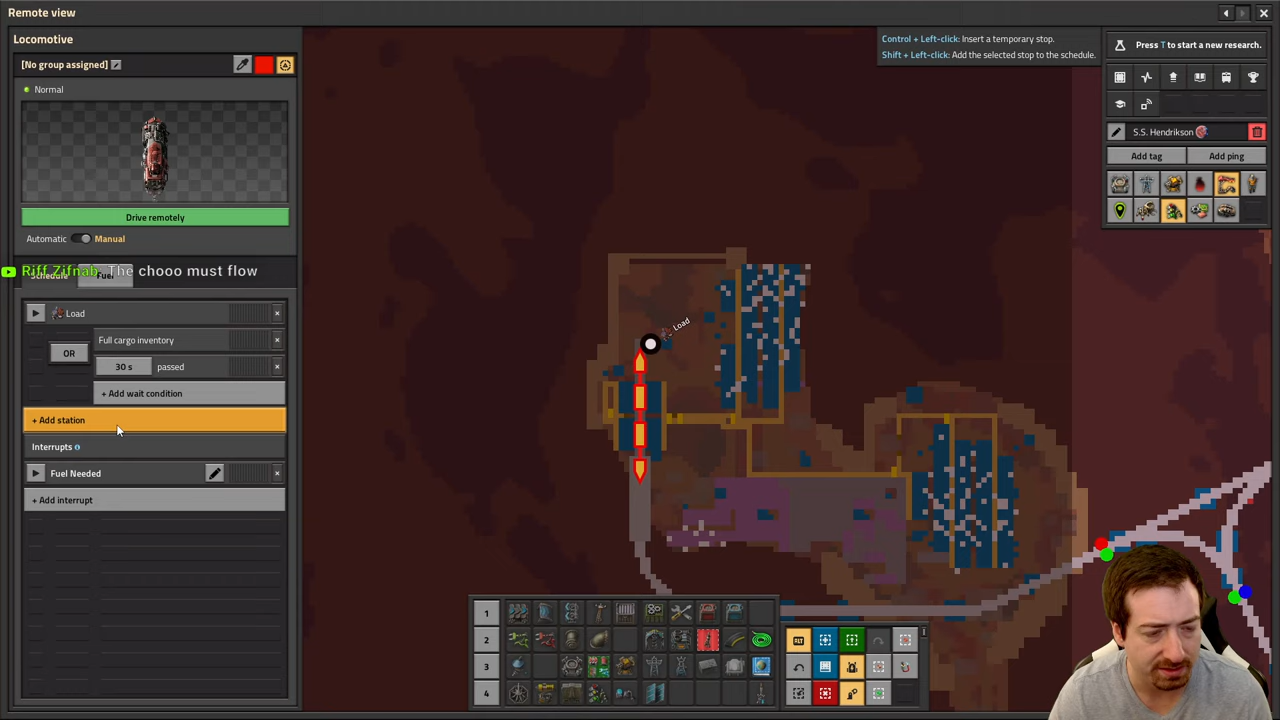 Remote view
Locomotive
[No group assigned]
Normal
Drive remotely
Automatic Manual
Riff Zifnab: The chooo must flow
Schedule Fuel
Load
Full cargo inventory
OR
30 s passed
+ Add wait condition
+ Add station
Interrupts
Fuel Needed
+ Add interrupt
Load
Control + Left-click: Insert a temporary stop.
Shift + Left-click: Add the selected stop to the schedule.
Press T to start a new research.
S.S. Hendrikson
Add tag Add ping
1
2
3
4
ALT